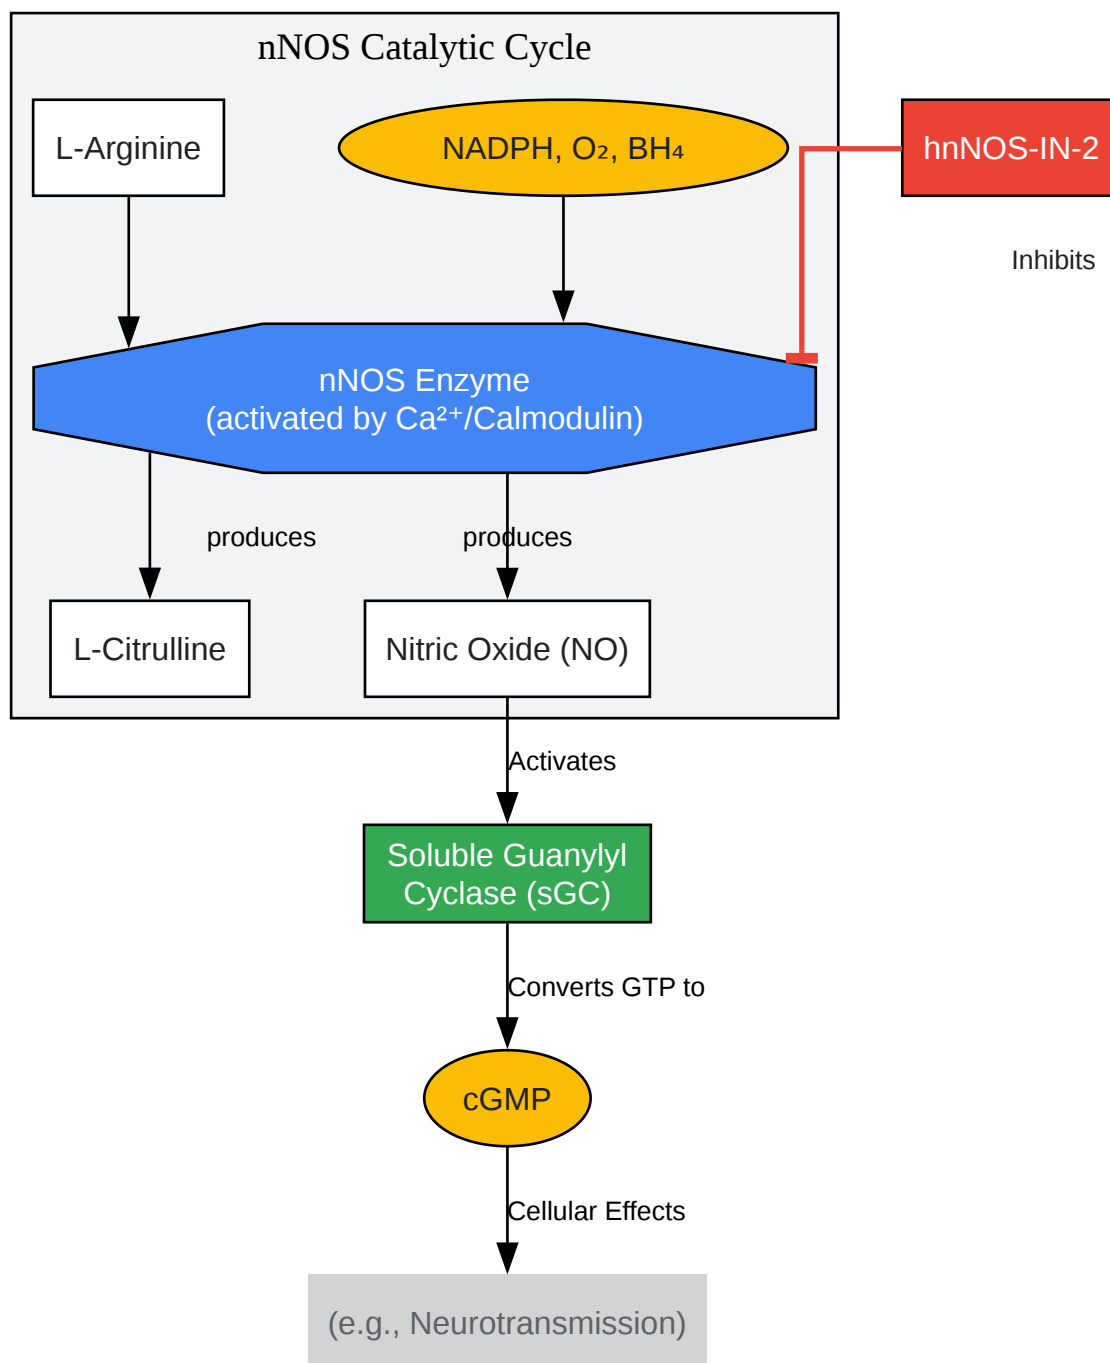 nNOS Catalytic Cycle
L-Arginine
NADPH, O₂, BH₄
hnNOS-IN-2
Inhibits
nNOS Enzyme
(activated by Ca²⁺/Calmodulin)
produces
produces
L-Citrulline
Nitric Oxide (NO)
Activates
Soluble Guanylyl
Cyclase (sGC)
Converts GTP to
cGMP
Cellular Effects
(e.g., Neurotransmission)